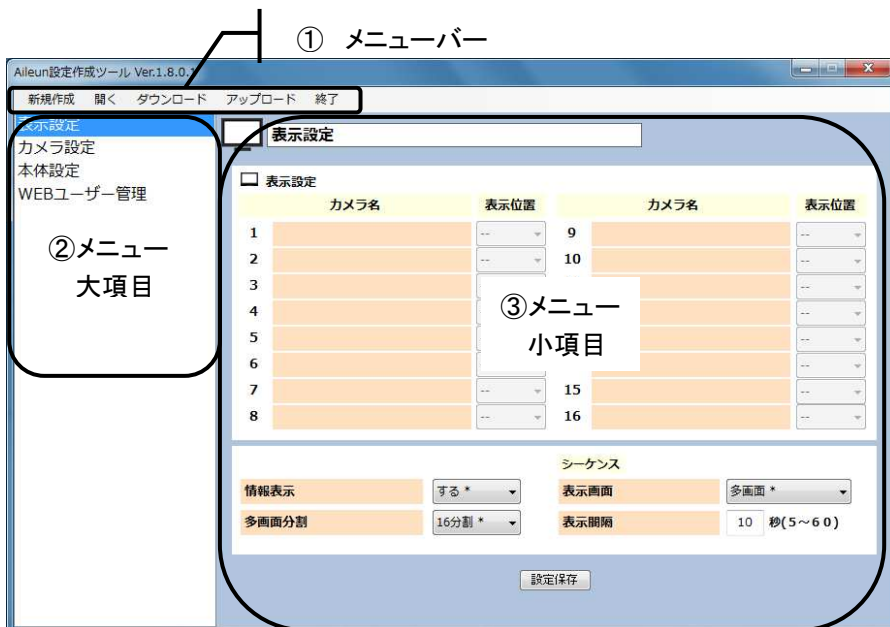 ① メニューバー
Aileun設定作成ツール Ver.1.8.0.
新規作成 開く ダウンロード アップロード 終了
表示設定
カメラ設定
本体設定
WEBユーザー管理
②メニュー
大項目
表示設定
表示設定
カメラ名 表示位置 カメラ名 表示位置
1 -- 9 --
2 -- 10 --
3 --
4 --
5 --
6 --
7 -- 15 --
8 -- 16 --
③メニュー
小項目
シーケンス
情報表示 する * 表示画面 多画面 *
多画面分割 16分割 * 表示間隔 10 秒(5~60)
設定保存